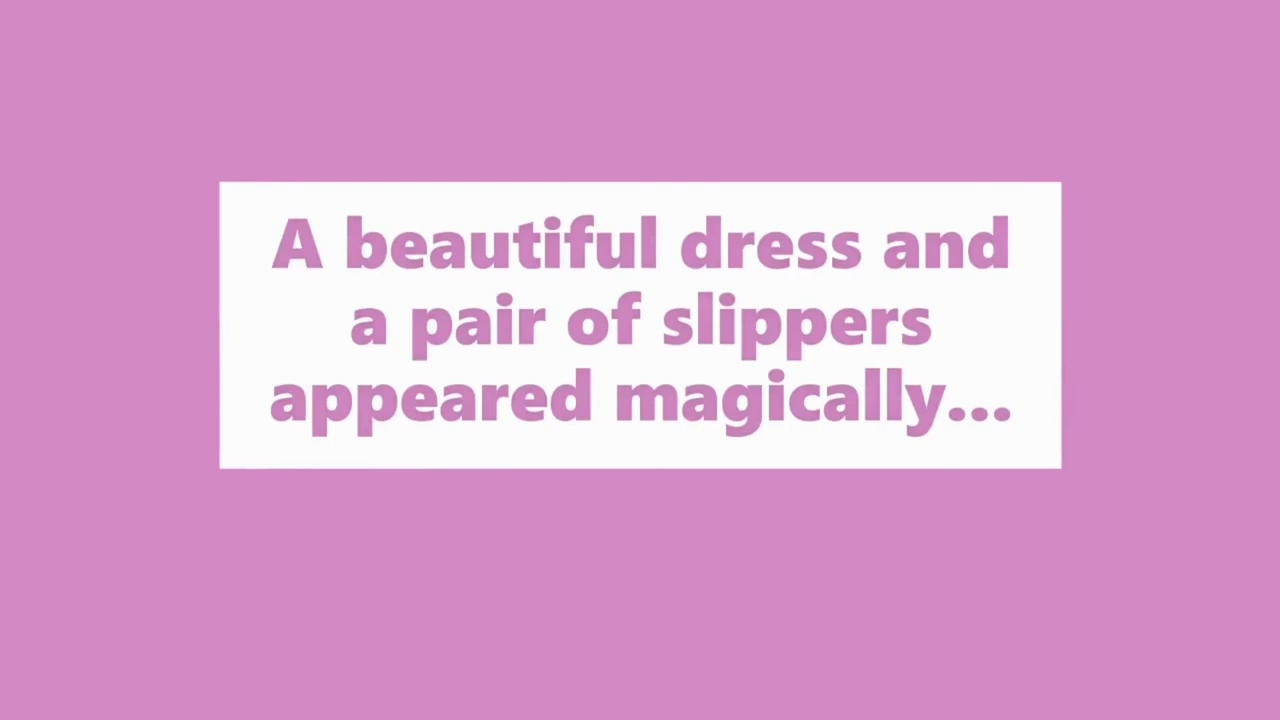 A beautiful dress and
a pair of slippers
appeared magically...